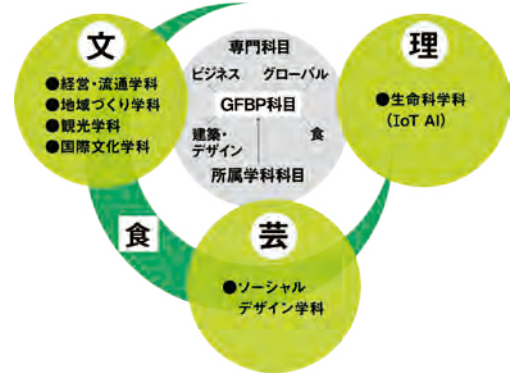 文
●経営・流通学科
●地域づくり学科
●観光学科
●国際文化学科
専門科目
ビジネス グローバル
GFBP科目
建築・
デザイン
食
所属学科科目
理
●生命科学科
(IoT AI)
食
芸
●ソーシャル
デザイン学科